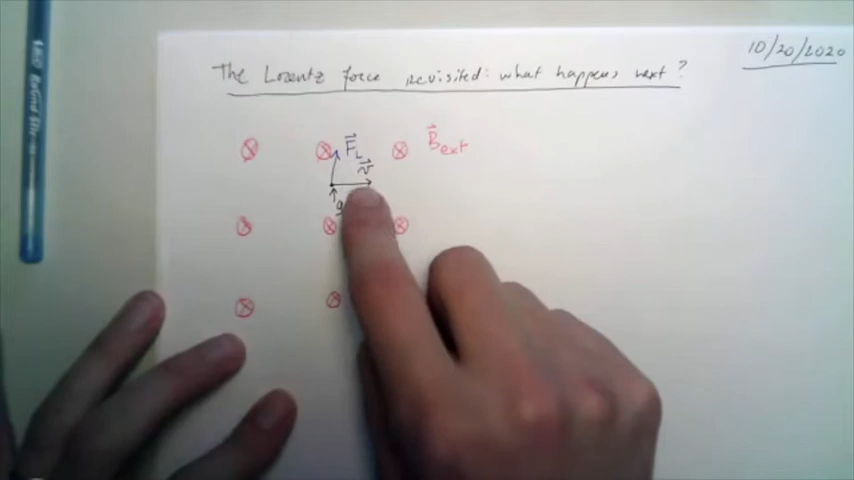 10/20/2020
The Lorentz force revisited: what happens next?
F_L
B_ext
v
q